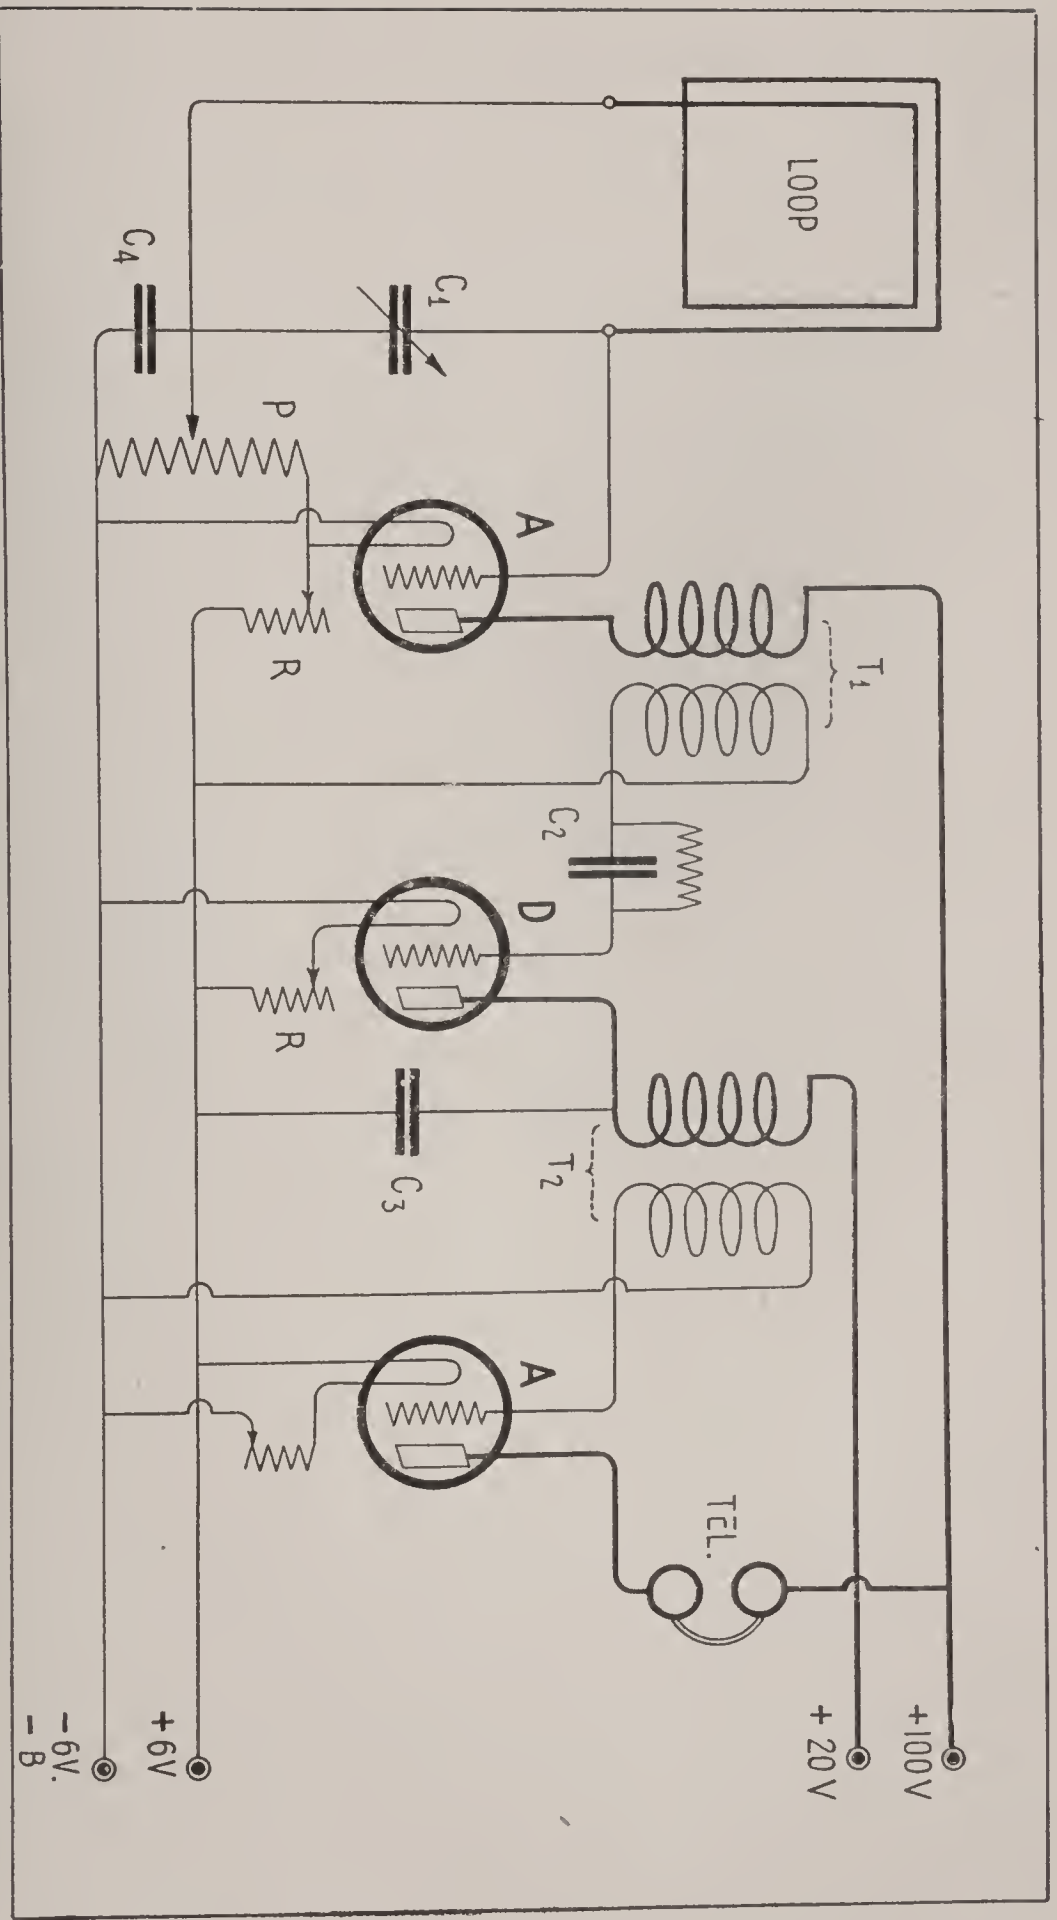 LOOP
T1
+100V
+ 20V
TEL.
C2
T2
A
D
A
C1
C3
P
R
R
C4
+ 6V
- 6V.
- B